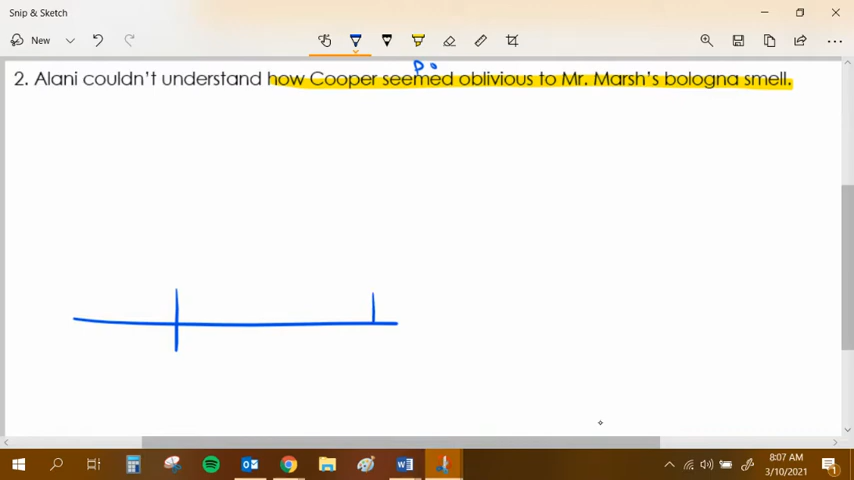 Snip & Sketch
New
Po
2. Alani couldn't understand how Cooper seemed oblivious to Mr. Marsh's bologna smell.
8:07 AM
3/10/2021